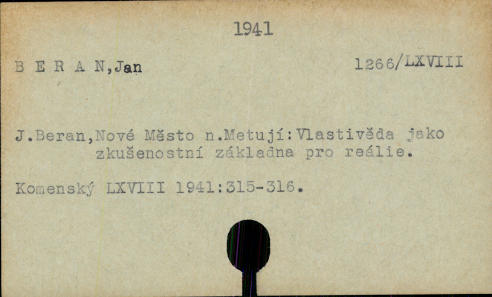 1941
B E R A N,Jan 1266/LXVIII
J.Beran,Nové Město n.Metují:Vlastivěda jako
zkušenostní základna pro reálie.
Komenský LXVIII 1941:315-316.